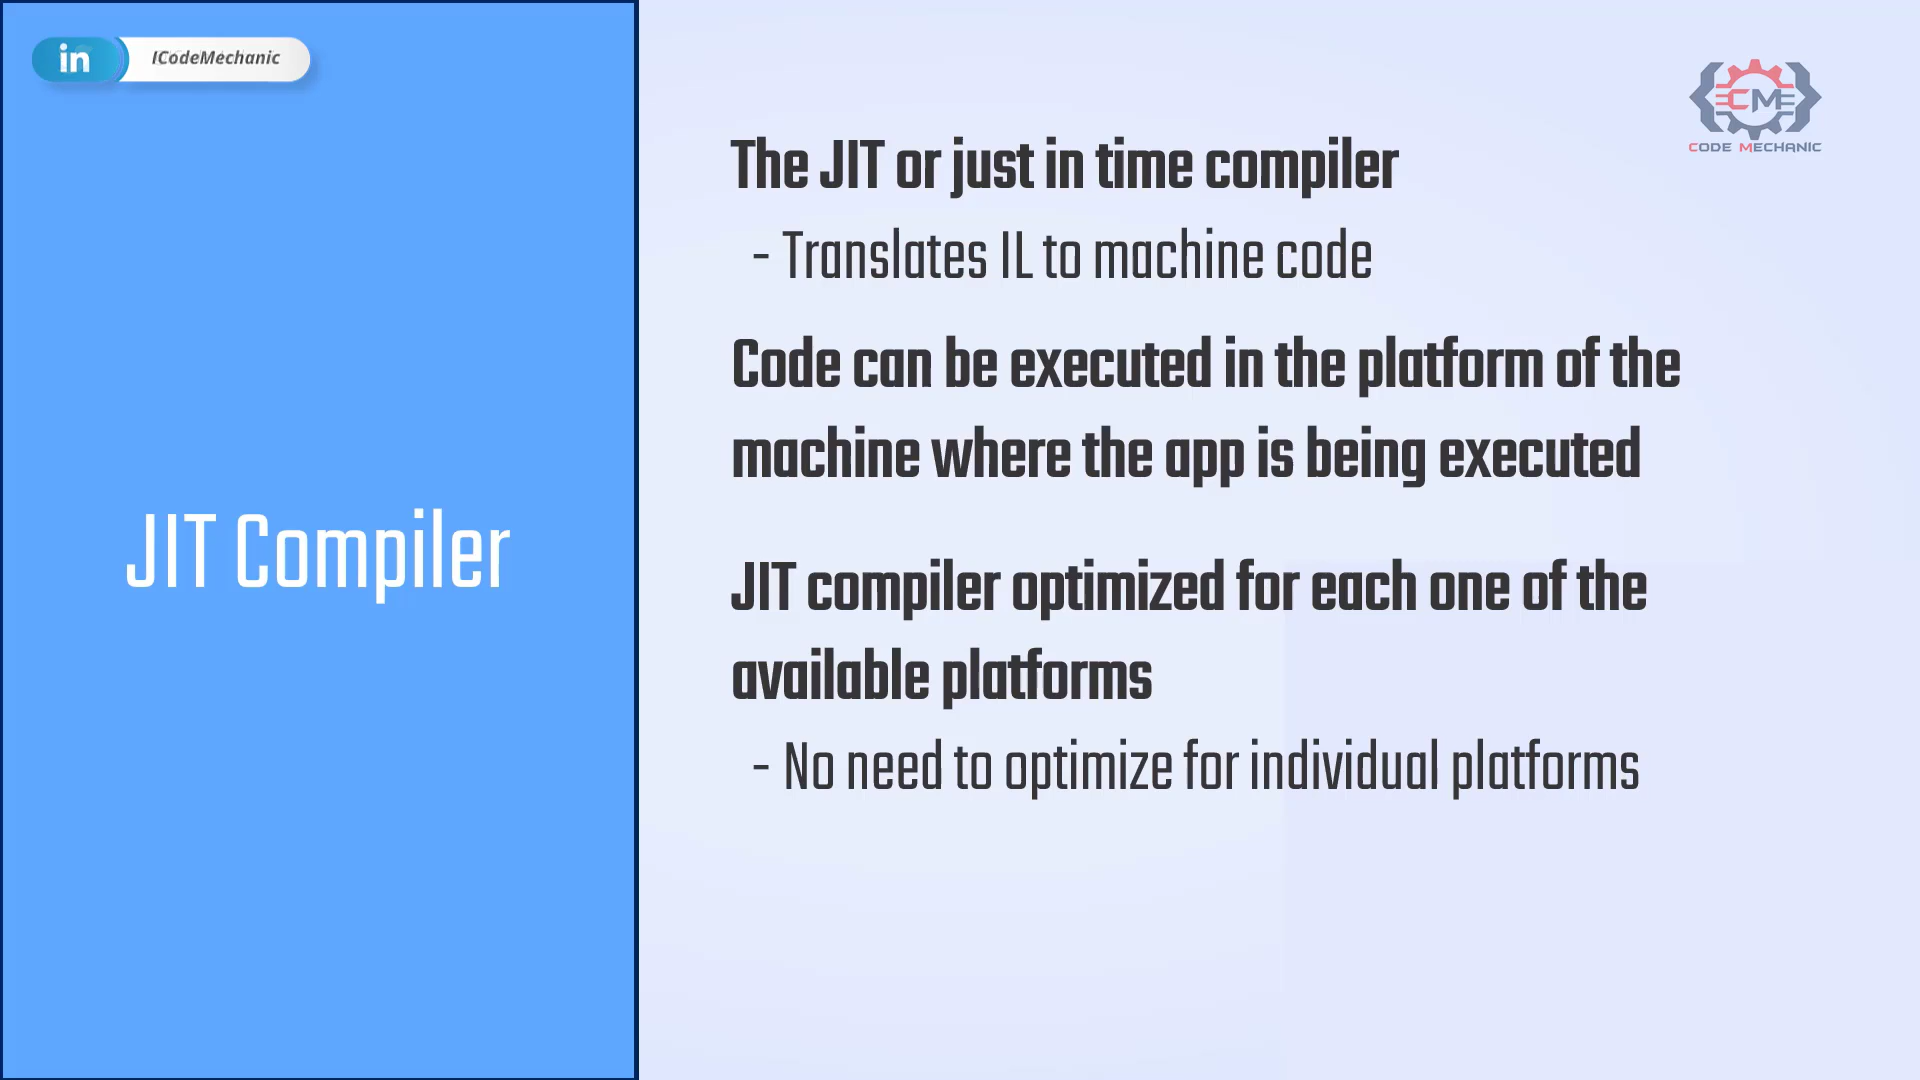 in ICodeMechanic
CME
CODE MECHANIC
JIT Compiler
The JIT or just in time compiler
- Translates IL to machine code
Code can be executed in the platform of the
machine where the app is being executed
JIT compiler optimized for each one of the
available platforms
- No need to optimize for individual platforms